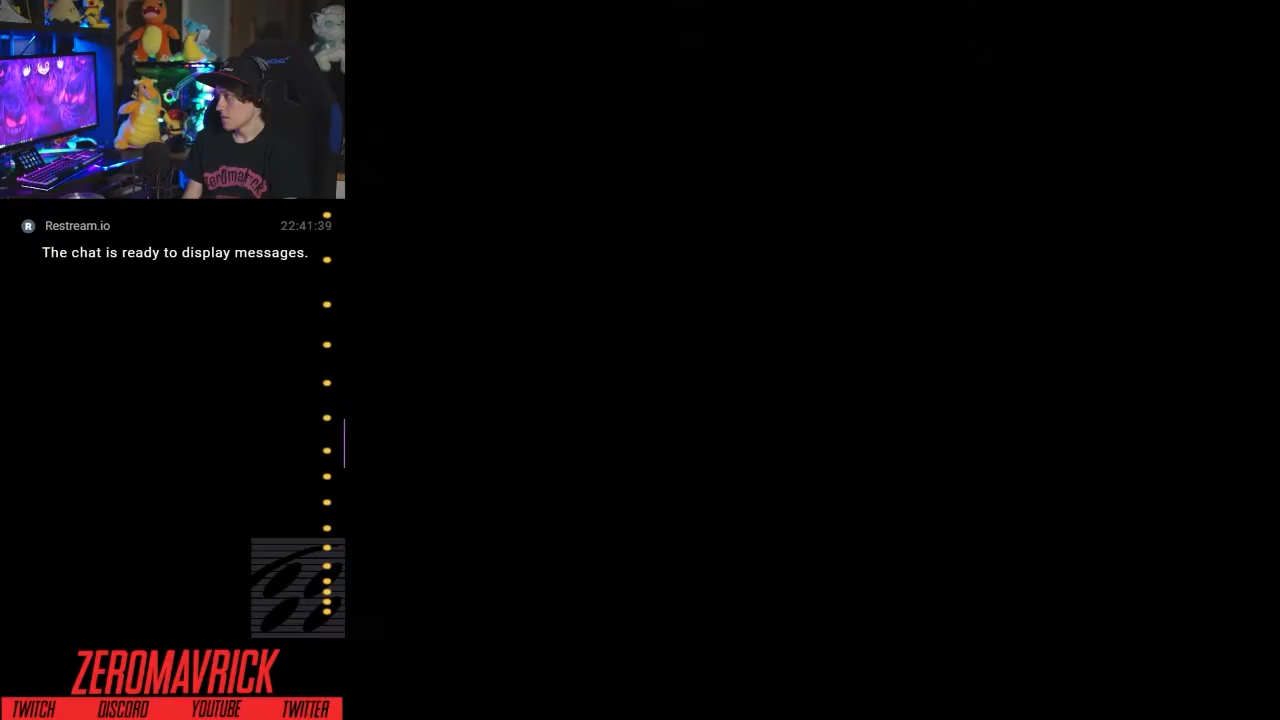 Restream.io 22:41:39
The chat is ready to display messages.
ZEROMAVRICK
TWITCH DISCORD YOUTUBE TWITTER